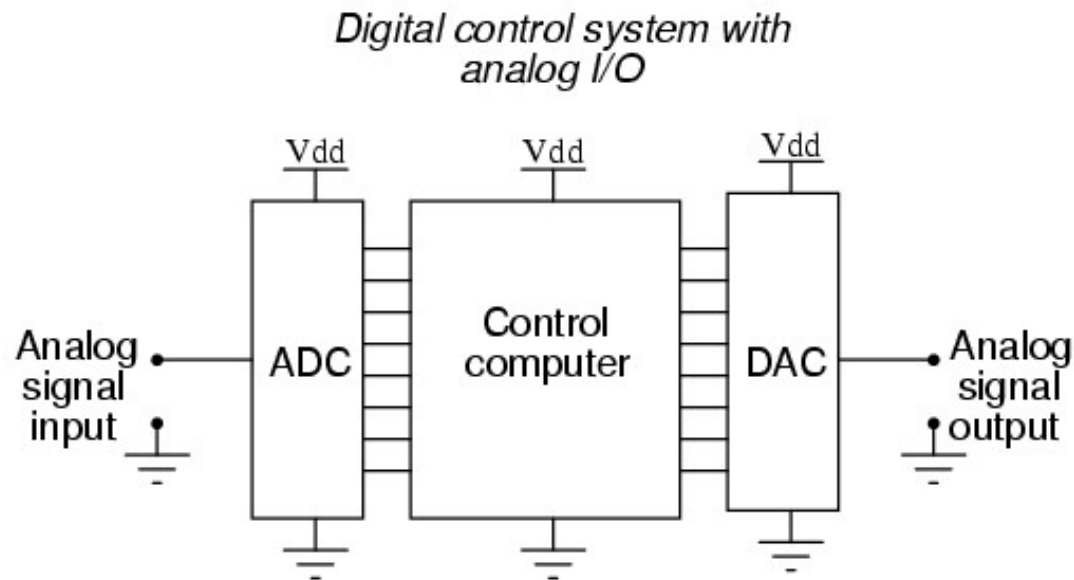 Digital control system with
analog I/O
Vdd
Vdd
Vdd
Analog
signal
input
ADC
Control
computer
DAC
Analog
signal
output